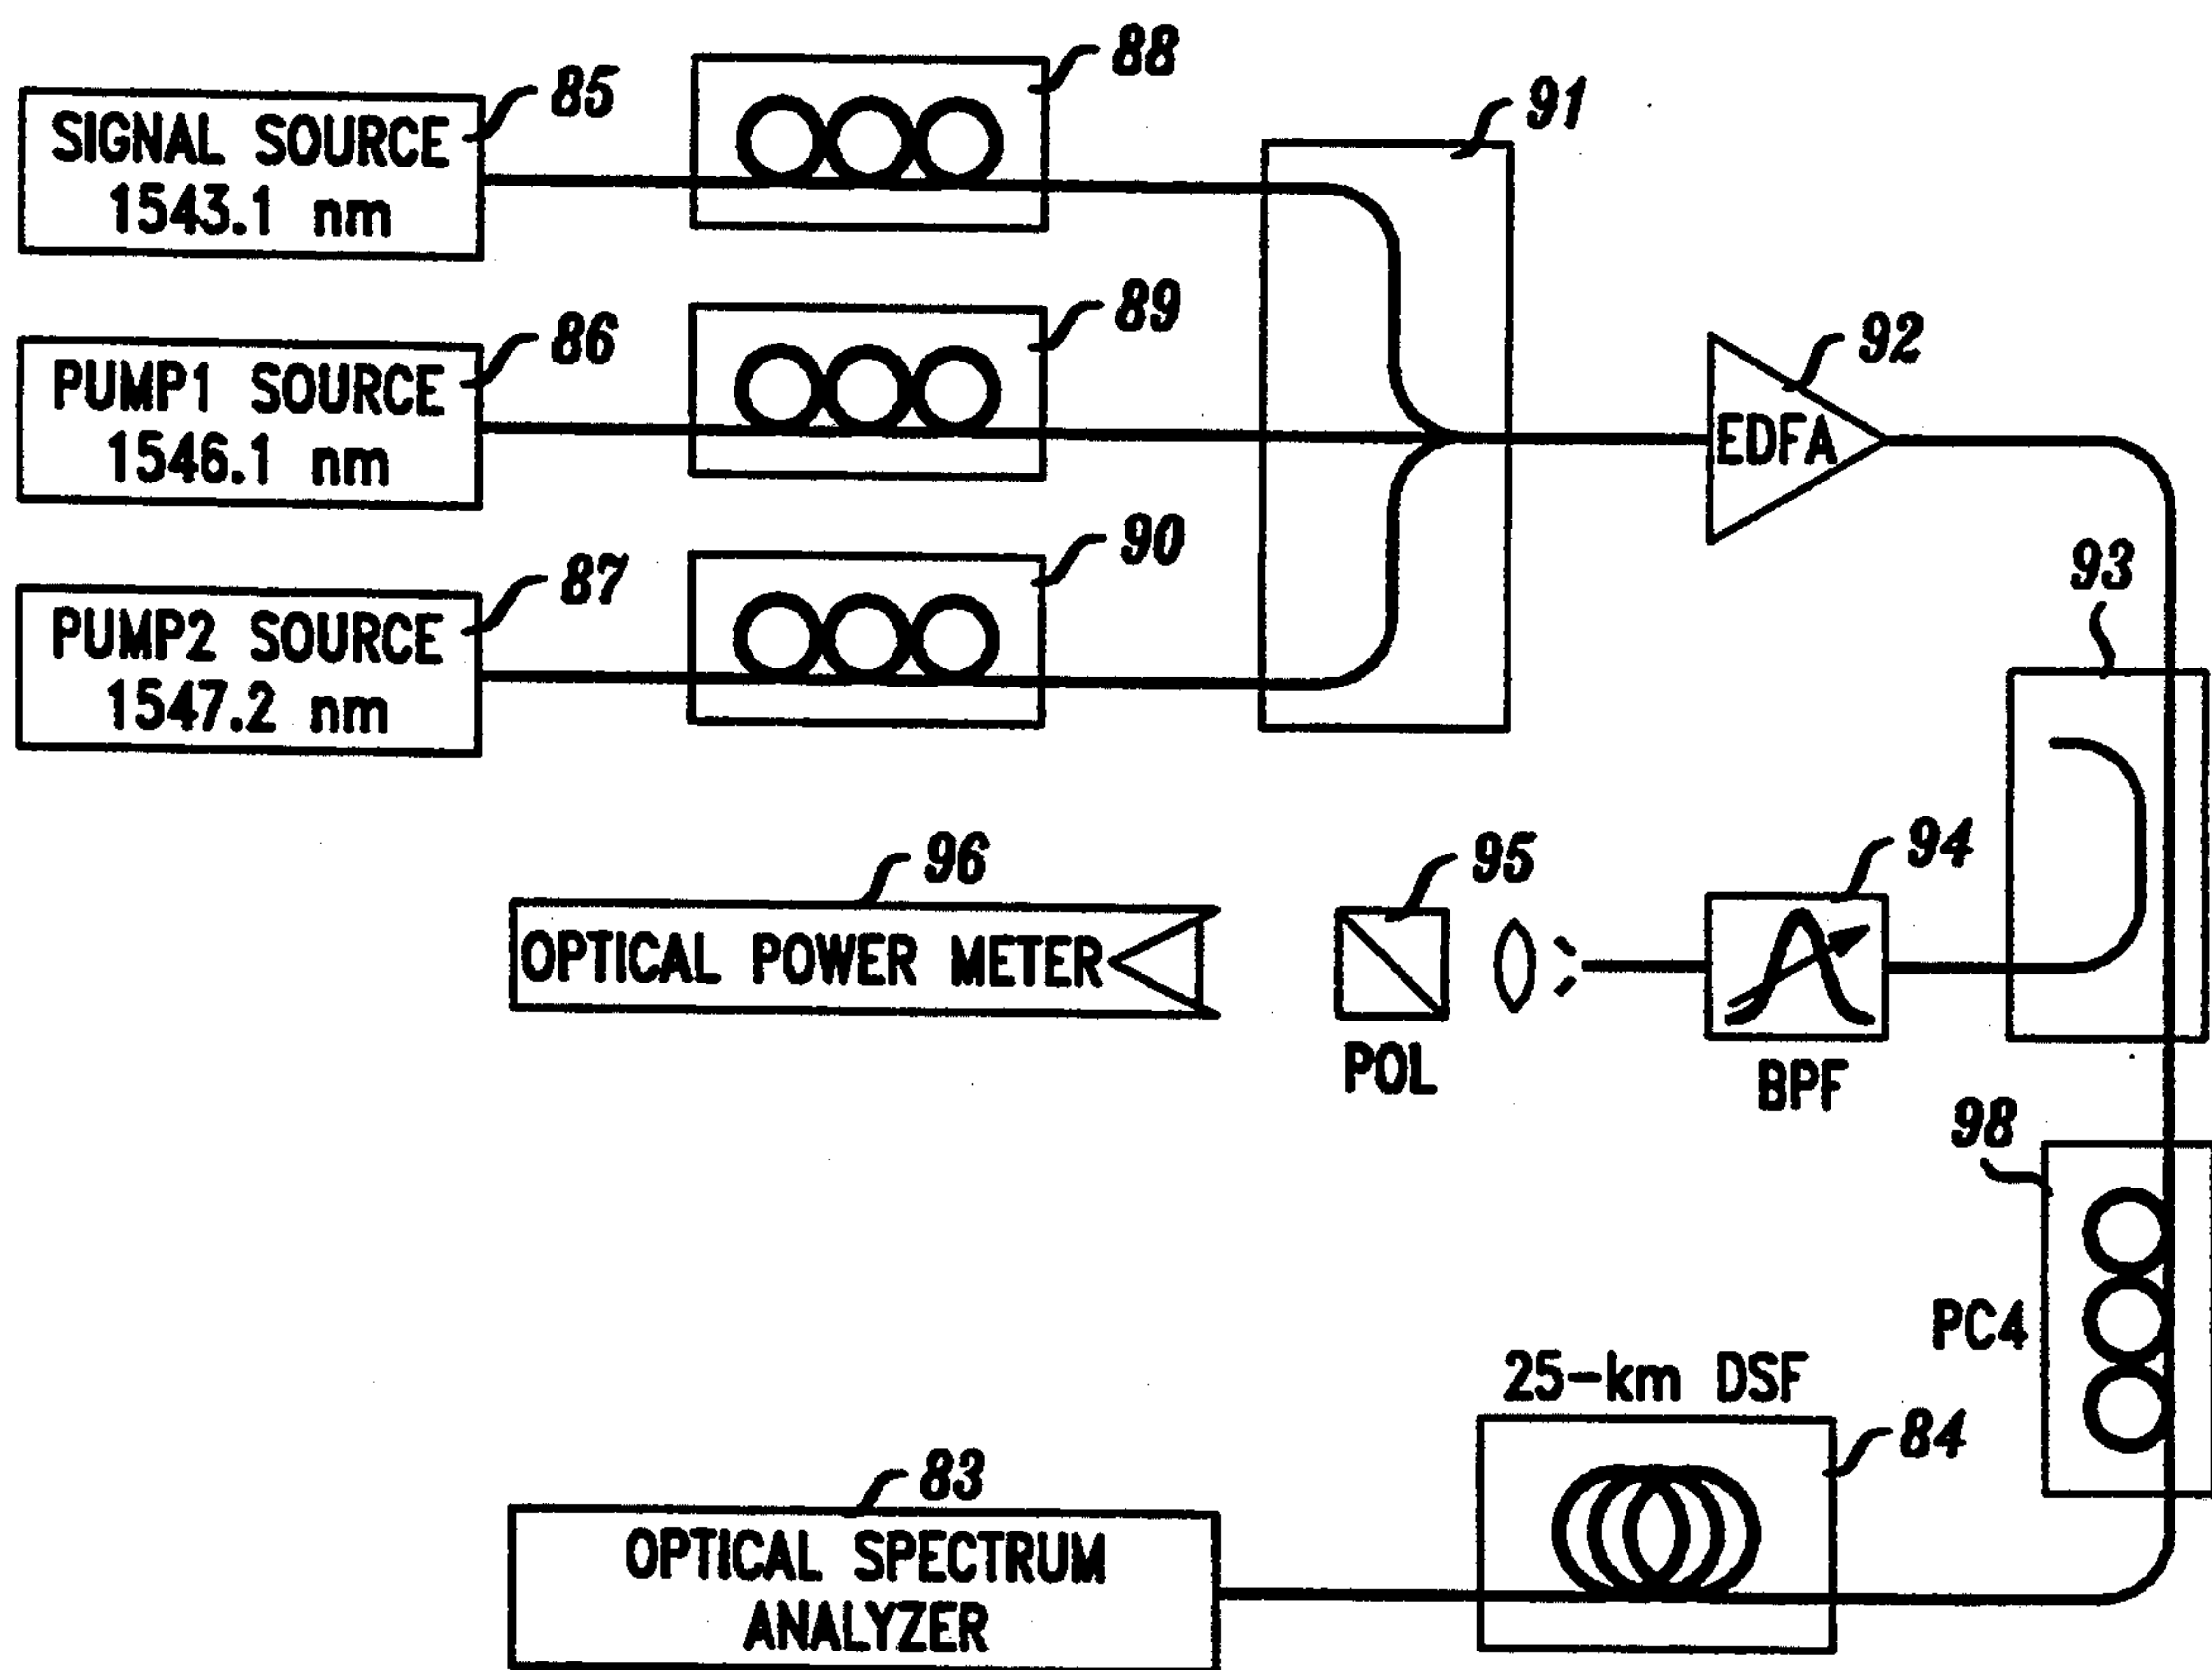 88
85
91
SIGNAL SOURCE
1543.1 nm
89
86
92
PUMP1 SOURCE
1546.1 nm
EDFA
90
87
93
PUMP2 SOURCE
1547.2 nm
96
95
94
OPTICAL POWER METER
POL
BPF
98
PC4
25-km DSF
84
83
OPTICAL SPECTRUM
ANALYZER